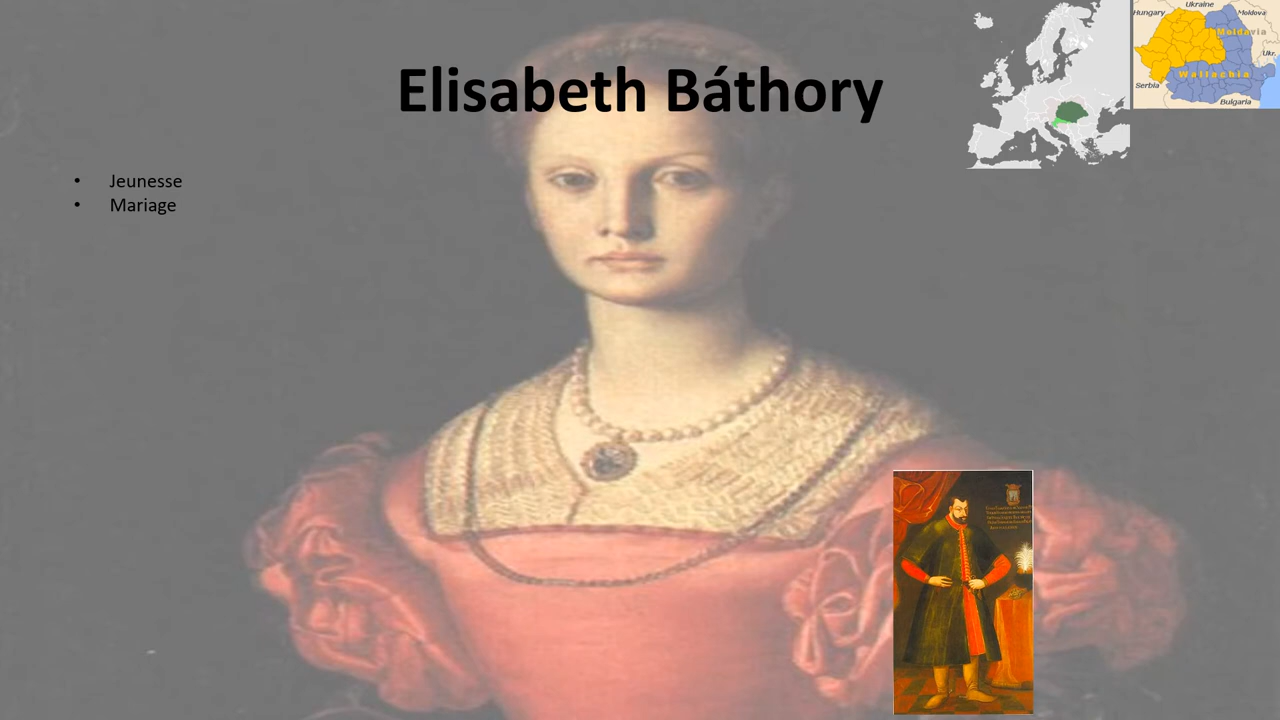 Elisabeth Báthory
Ukraine
Hungary
Moldova
Moldavia
Ukr.
Wallachia
Serbia
Bulgaria
• Jeunesse
• Mariage